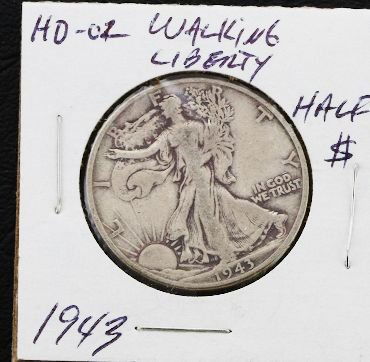 HD-02 WALKING
LIBERTY
HALF
$
LIBERTY
IN GOD
WE TRUST
1943
1943